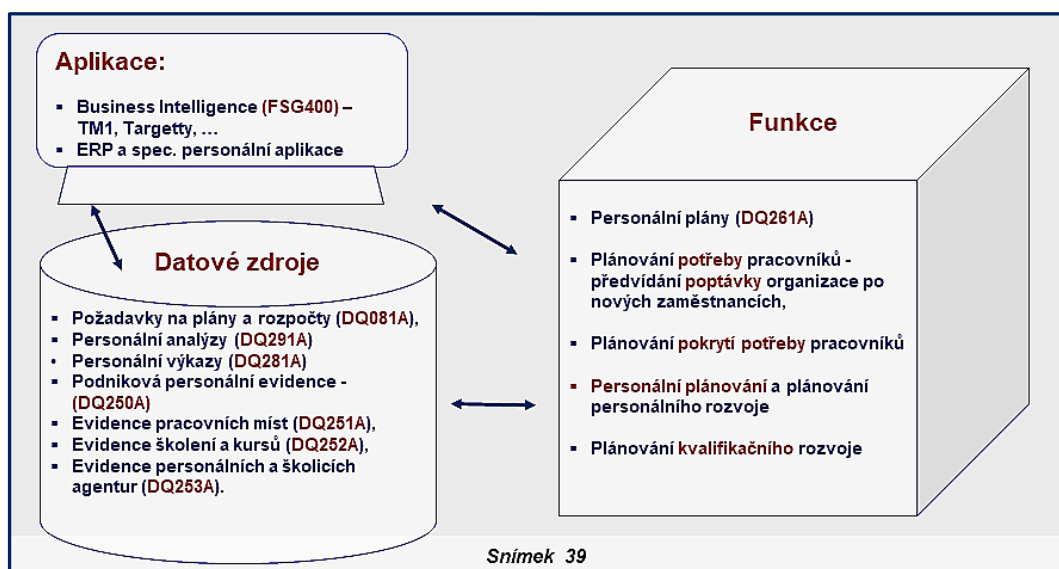 Aplikace:
▪ Business Intelligence (FSG400) –
TM1, Targetty, …
▪ ERP a spec. personální aplikace
Datové zdroje
▪ Požadavky na plány a rozpočty (DQ081A),
▪ Personální analýzy (DQ291A)
• Personální výkazy (DQ281A)
▪ Podniková personální evidence -
(DQ250A)
▪ Evidence pracovních míst (DQ251A),
▪ Evidence školení a kursů (DQ252A),
▪ Evidence personálních a školicích
agentur (DQ253A).
Funkce
▪ Personální plány (DQ261A)
▪ Plánování potřeby pracovníků -
předvídání poptávky organizace po
nových zaměstnancích,
▪ Plánování pokrytí potřeby pracovníků
▪ Personální plánování a plánování
personálního rozvoje
▪ Plánování kvalifikačního rozvoje
Snímek 39